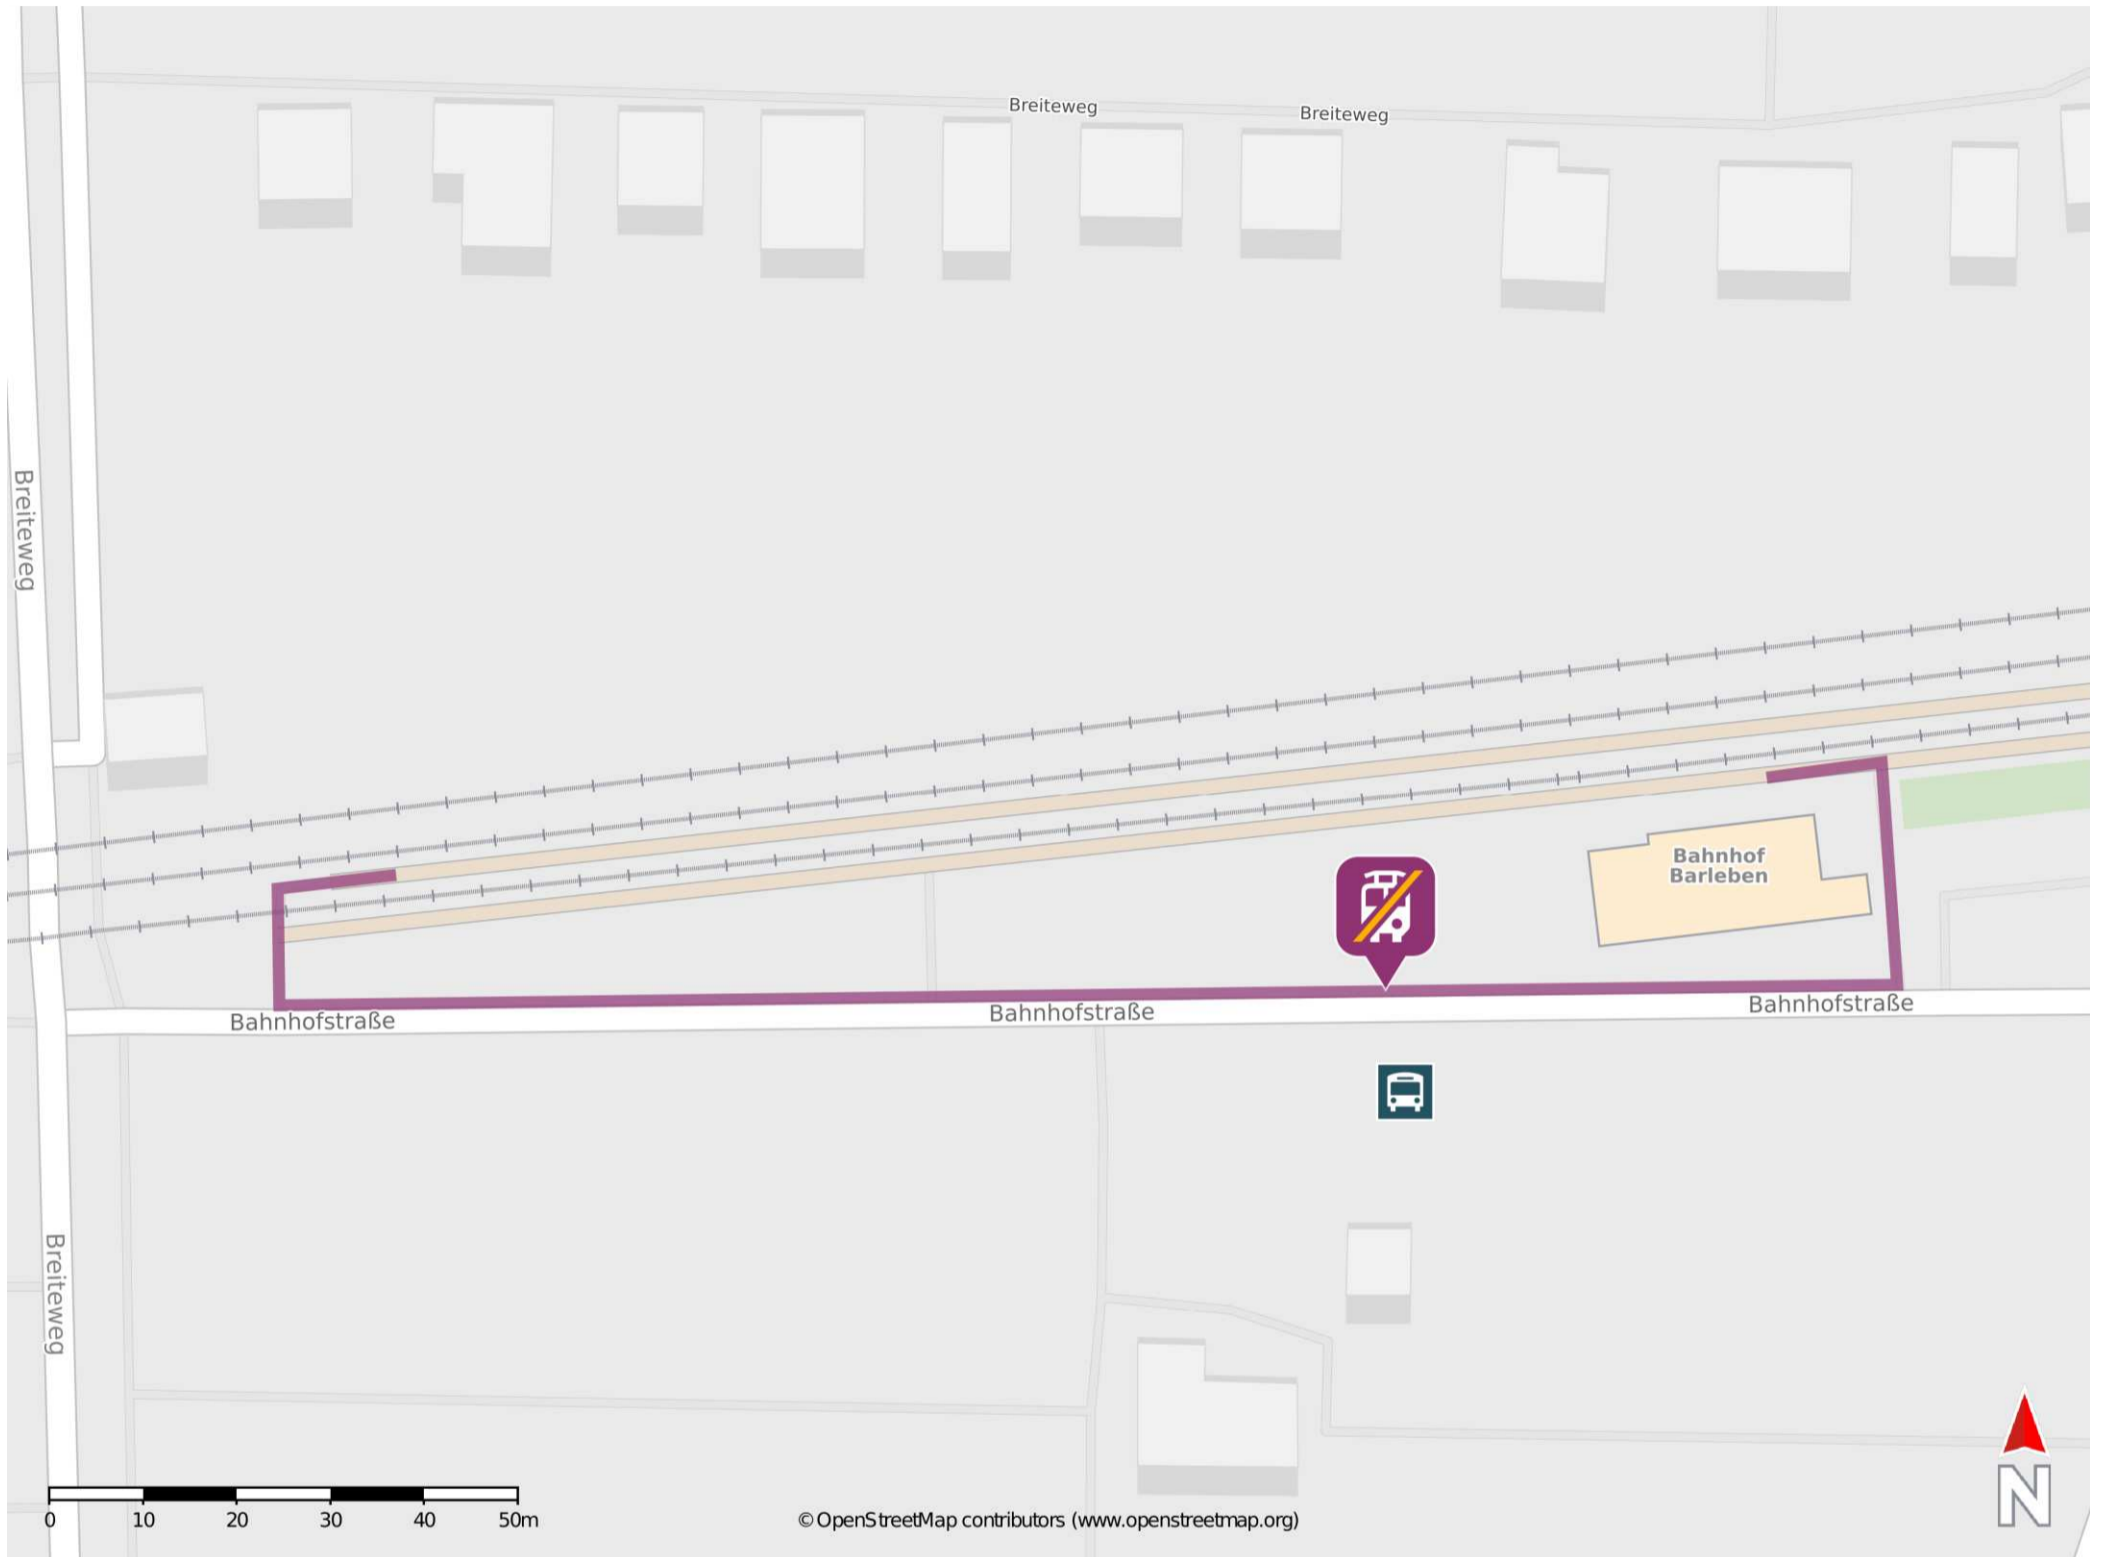 Breiteweg
Breiteweg
Breiteweg
Bahnhof
Barleben
Bahnhofstraße
Bahnhofstraße
Bahnhofstraße
Breiteweg
N
0 10 20 30 40 50m
© OpenStreetMap contributors (www.openstreetmap.org)